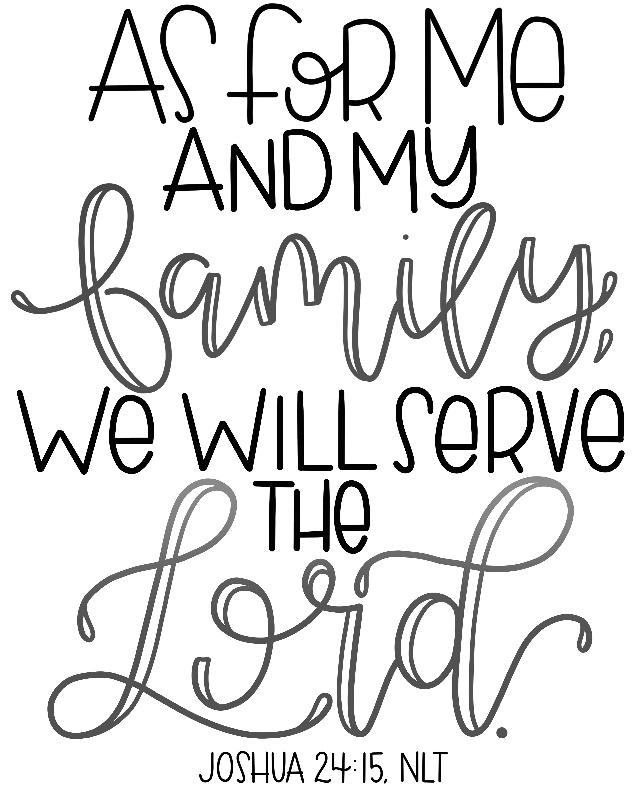 AS FOR Me
AND MY
family,
We WILL SeRVe
THe
Lord.
JOSHUA 24:15, NLT